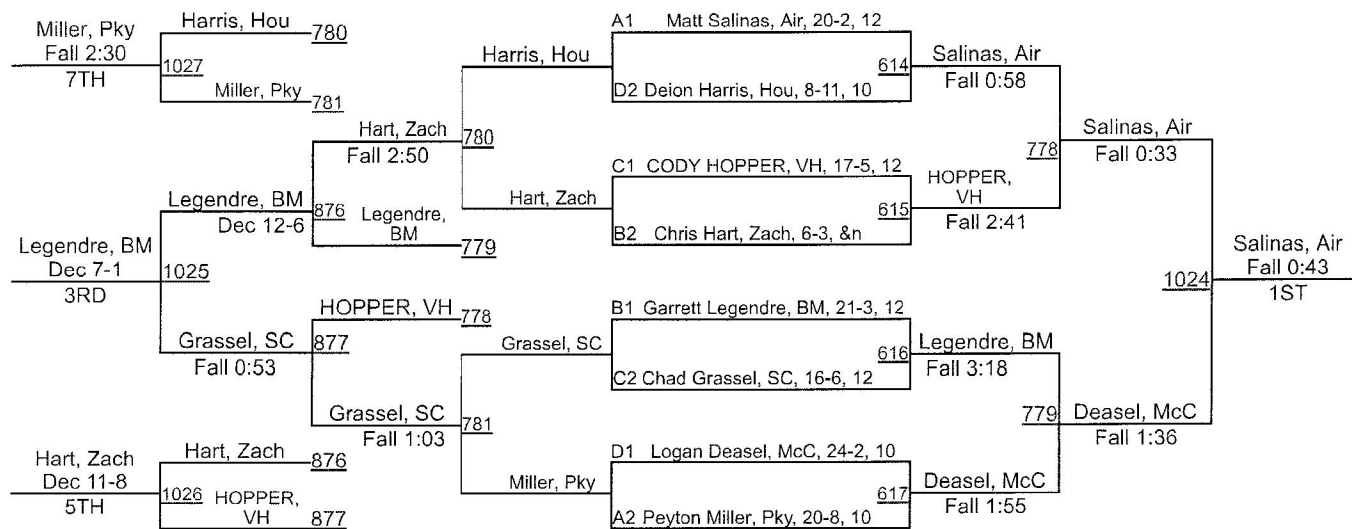 Miller, Pky
Fall 2:30
7TH
Harris, Hou
780
1027
Miller, Pky
781
Harris, Hou
Hart, Zach
Fall 2:50
780
Hart, Zach
Legendre, BM
Dec 12-6
876
Legendre,
BM
779
Legendre, BM
Dec 7-1
3RD
1025
HOPPER, VH
778
Grassel, SC
Fall 0:53
877
Grassel, SC
Grassel, SC
Fall 1:03
781
Miller, Pky
Hart, Zach
Dec 11-8
5TH
Hart, Zach
876
1026
HOPPER,
VH
877
A1 Matt Salinas, Air, 20-2, 12
614
D2 Deion Harris, Hou, 8-11, 10
C1 CODY HOPPER, VH, 17-5, 12
615
B2 Chris Hart, Zach, 6-3, &n
B1 Garrett Legendre, BM, 21-3, 12
616
C2 Chad Grassel, SC, 16-6, 12
D1 Logan Deasel, McC, 24-2, 10
617
A2 Peyton Miller, Pky, 20-8, 10
Salinas, Air
Fall 0:58
778
HOPPER,
VH
Fall 2:41
Legendre, BM
Fall 3:18
779
Deasel, McC
Fall 1:55
Salinas, Air
Fall 0:33
1024
Deasel, McC
Fall 1:36
Salinas, Air
Fall 0:43
1ST